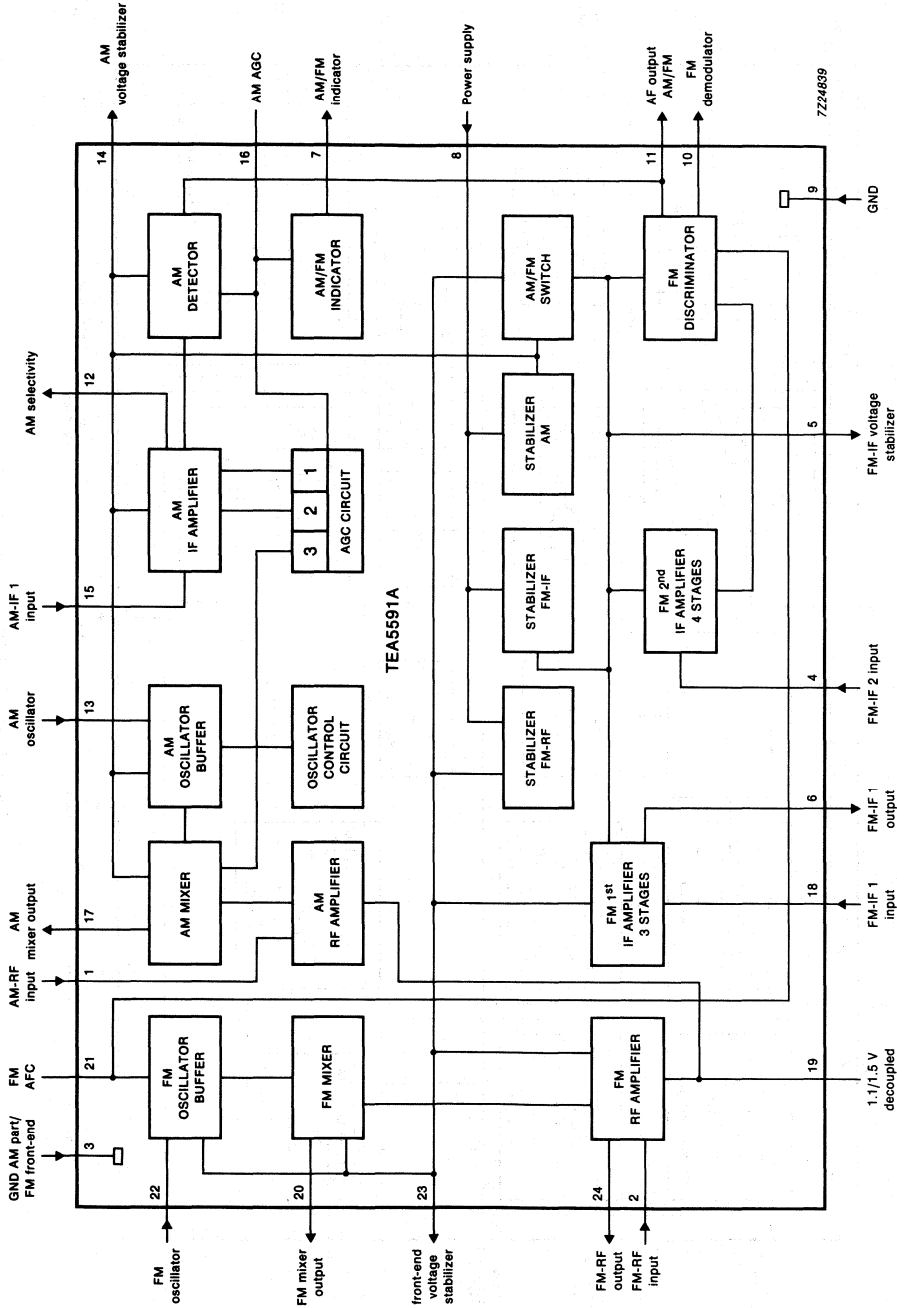 GND AM part/
FM front-end
3
FM
AFC
21
AM-RF
input
1
AM
mixer output
17
AM
oscillator
13
AM-IF 1
input
15
AM selectivity
12
AM
voltage stabilizer
14
AM AGC
16
AM/FM
indicator
7
Power supply
8
AF output
AM/FM
11
FM
demodulator
10
FM
oscillator
22
FM mixer
output
20
front-end
voltage
stabilizer
23
FM-RF
output
24
FM-RF
input
2
FM
OSCILLATOR
BUFFER
FM MIXER
FM
RF AMPLIFIER
AM MIXER
AM
RF AMPLIFIER
AM
OSCILLATOR
BUFFER
OSCILLATOR
CONTROL
CIRCUIT
AM
IF AMPLIFIER
3
2
1
AGC CIRCUIT
AM
DETECTOR
AM/FM
INDICATOR
TEA5591A
STABILIZER
FM-RF
STABILIZER
FM-IF
STABILIZER
AM
AM/FM
SWITCH
FM 1st
IF AMPLIFIER
3 STAGES
FM 2nd
IF AMPLIFIER
4 STAGES
FM
DISCRIMINATOR
19
1.1/1.5 V
decoupled
18
FM-IF 1
input
6
FM-IF 1
output
4
FM-IF 2 input
5
FM-IF voltage
stabilizer
9
GND
7Z24839